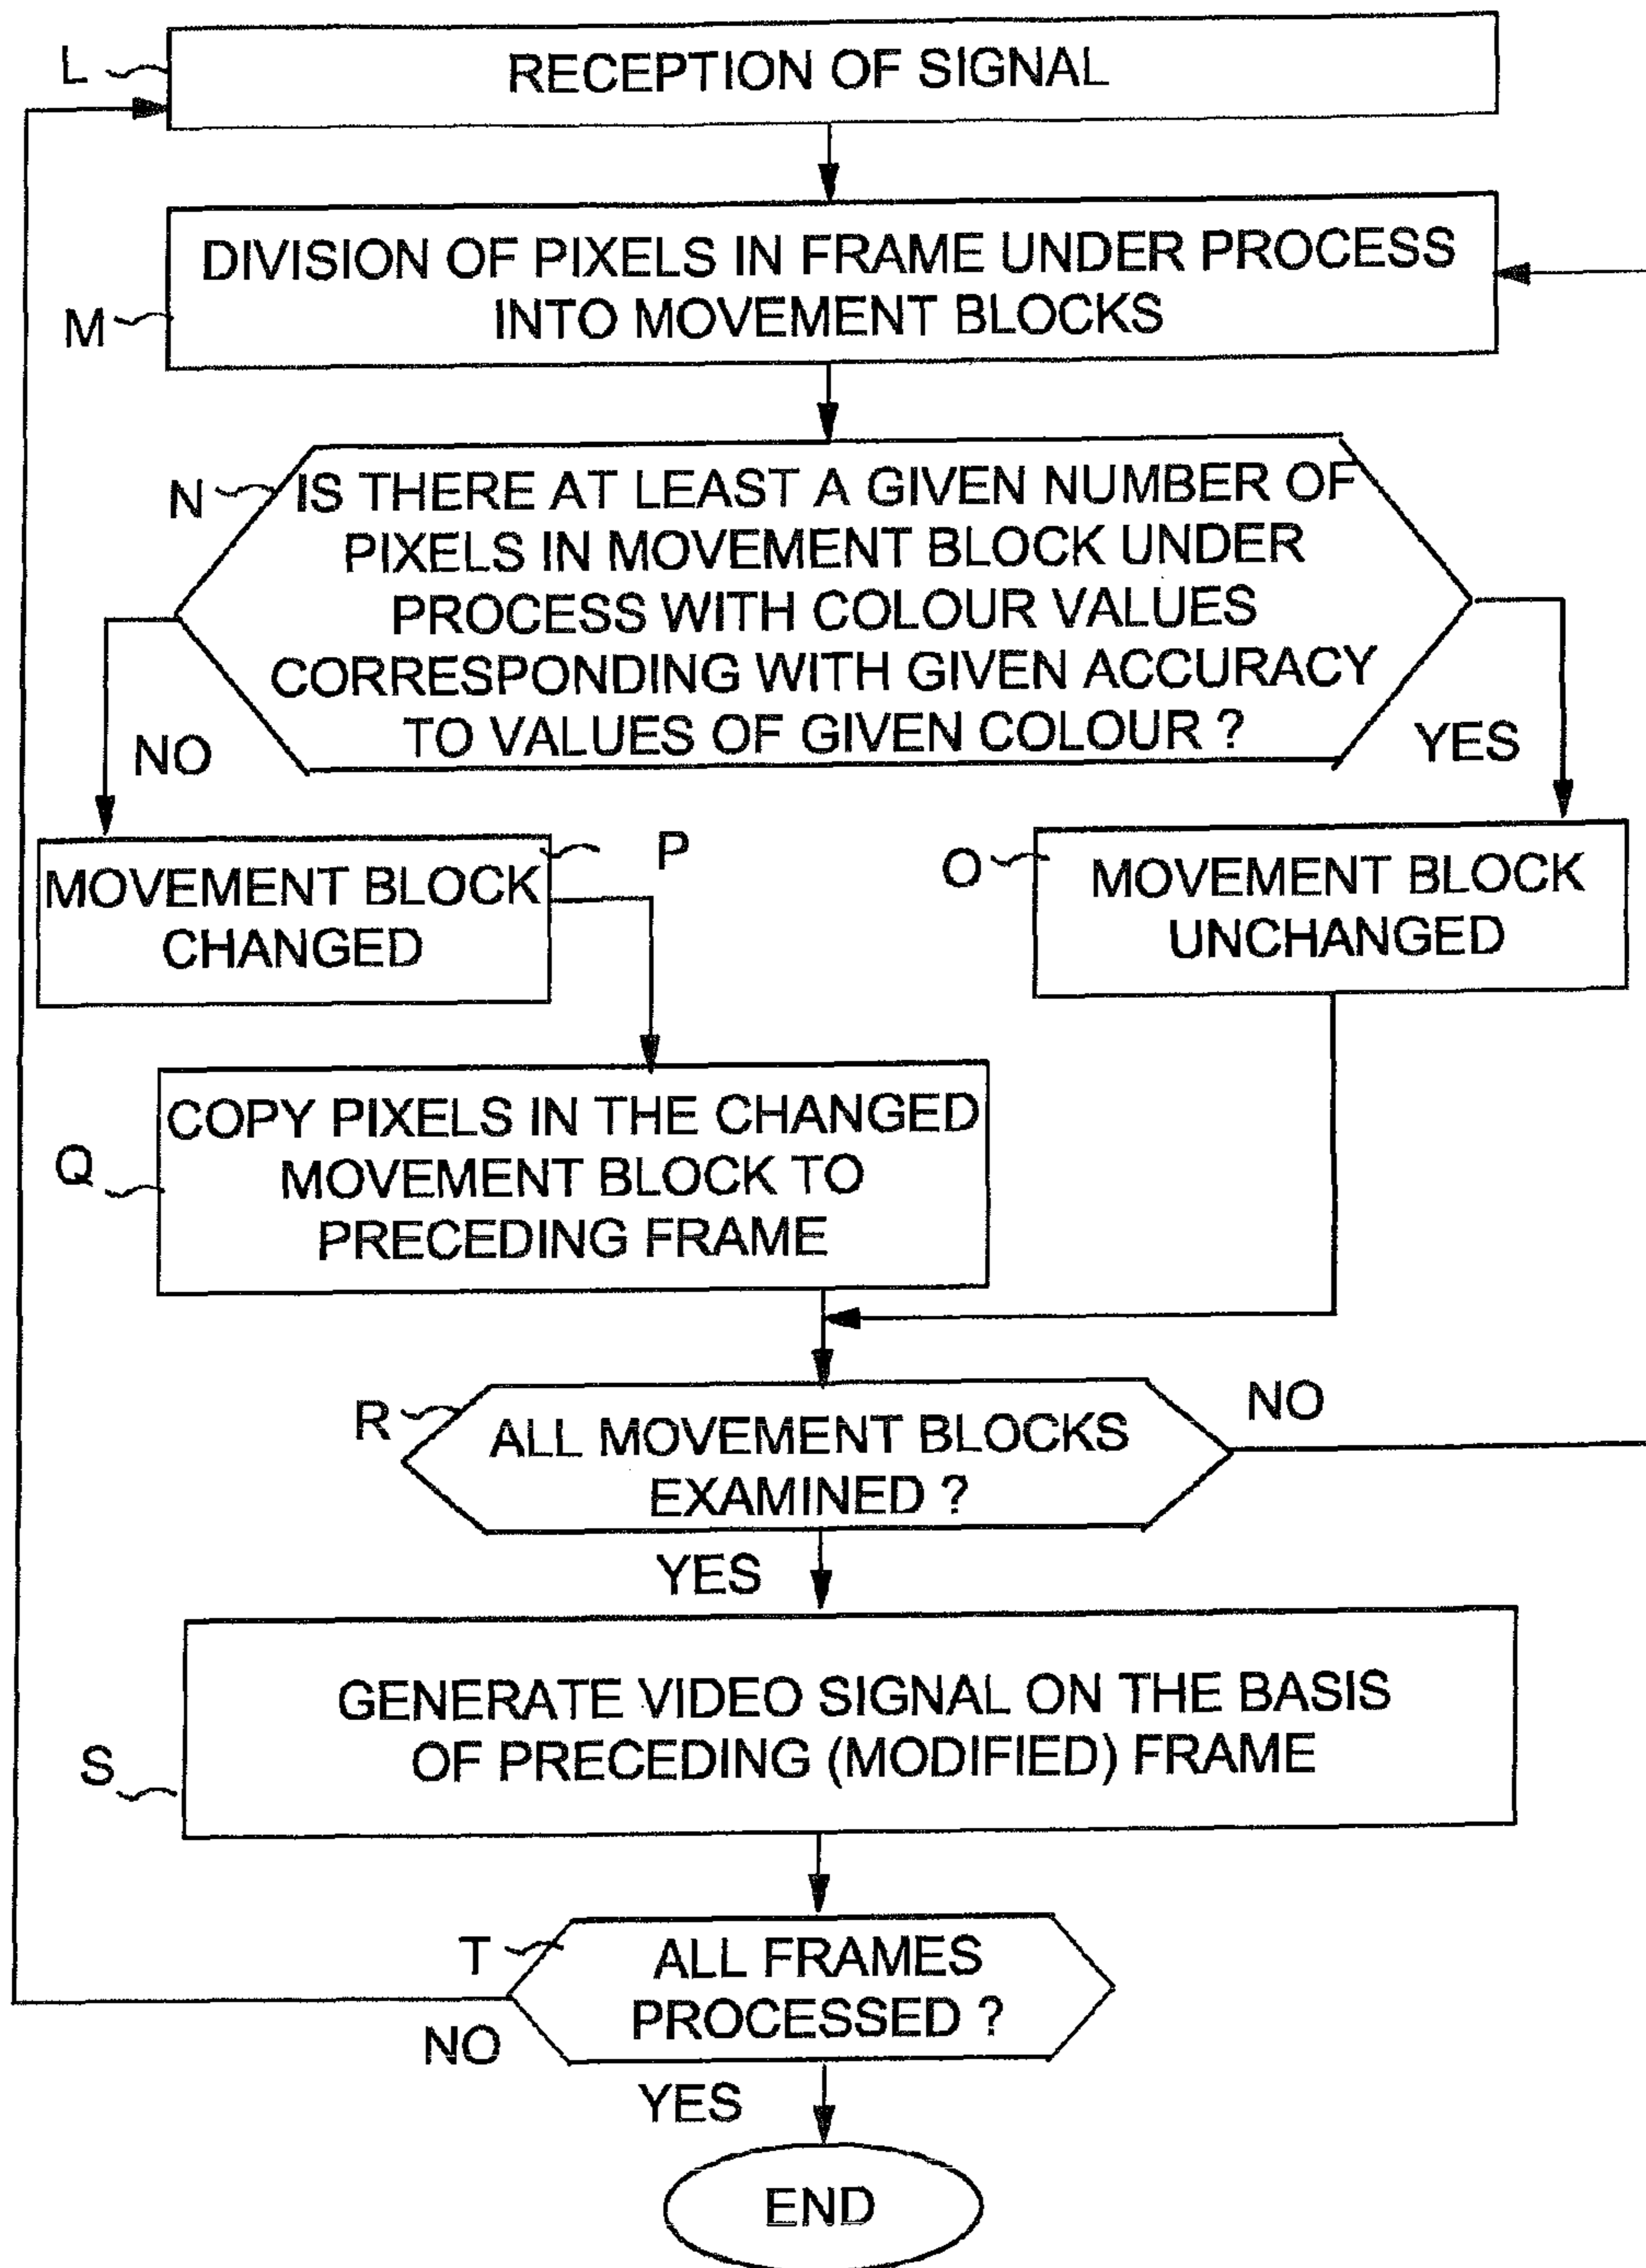 L
RECEPTION OF SIGNAL
DIVISION OF PIXELS IN FRAME UNDER PROCESS
INTO MOVEMENT BLOCKS
M
N
IS THERE AT LEAST A GIVEN NUMBER OF
PIXELS IN MOVEMENT BLOCK UNDER
PROCESS WITH COLOUR VALUES
CORRESPONDING WITH GIVEN ACCURACY
TO VALUES OF GIVEN COLOUR ?
NO
YES
P
MOVEMENT BLOCK
CHANGED
O
MOVEMENT BLOCK
UNCHANGED
Q
COPY PIXELS IN THE CHANGED
MOVEMENT BLOCK TO
PRECEDING FRAME
R
ALL MOVEMENT BLOCKS
EXAMINED ?
NO
YES
S
GENERATE VIDEO SIGNAL ON THE BASIS
OF PRECEDING (MODIFIED) FRAME
T
ALL FRAMES
PROCESSED ?
NO
YES
END